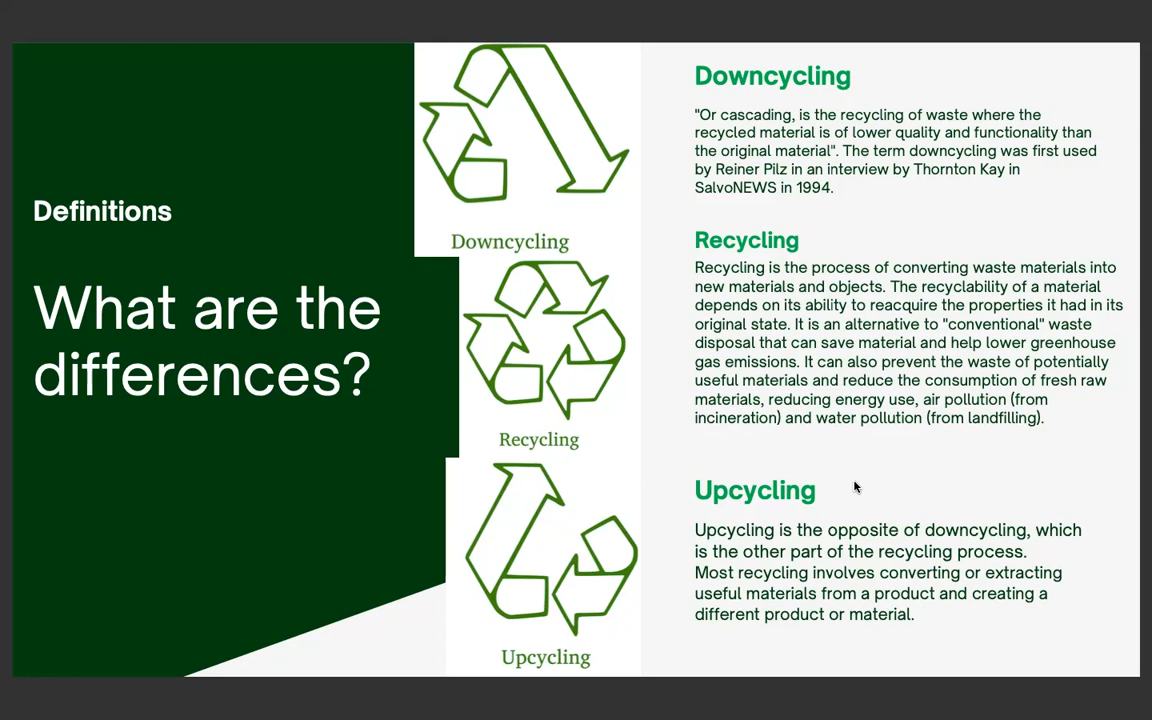 Definitions
What are the
differences?
Downcycling
Recycling
Upcycling
Downcycling
"Or cascading, is the recycling of waste where the
recycled material is of lower quality and functionality than
the original material". The term downcycling was first used
by Reiner Pilz in an interview by Thornton Kay in
SalvoNEWS in 1994.
Recycling
Recycling is the process of converting waste materials into
new materials and objects. The recyclability of a material
depends on its ability to reacquire the properties it had in its
original state. It is an alternative to "conventional" waste
disposal that can save material and help lower greenhouse
gas emissions. It can also prevent the waste of potentially
useful materials and reduce the consumption of fresh raw
materials, reducing energy use, air pollution (from
incineration) and water pollution (from landfilling).
Upcycling
Upcycling is the opposite of downcycling, which
is the other part of the recycling process.
Most recycling involves converting or extracting
useful materials from a product and creating a
different product or material.